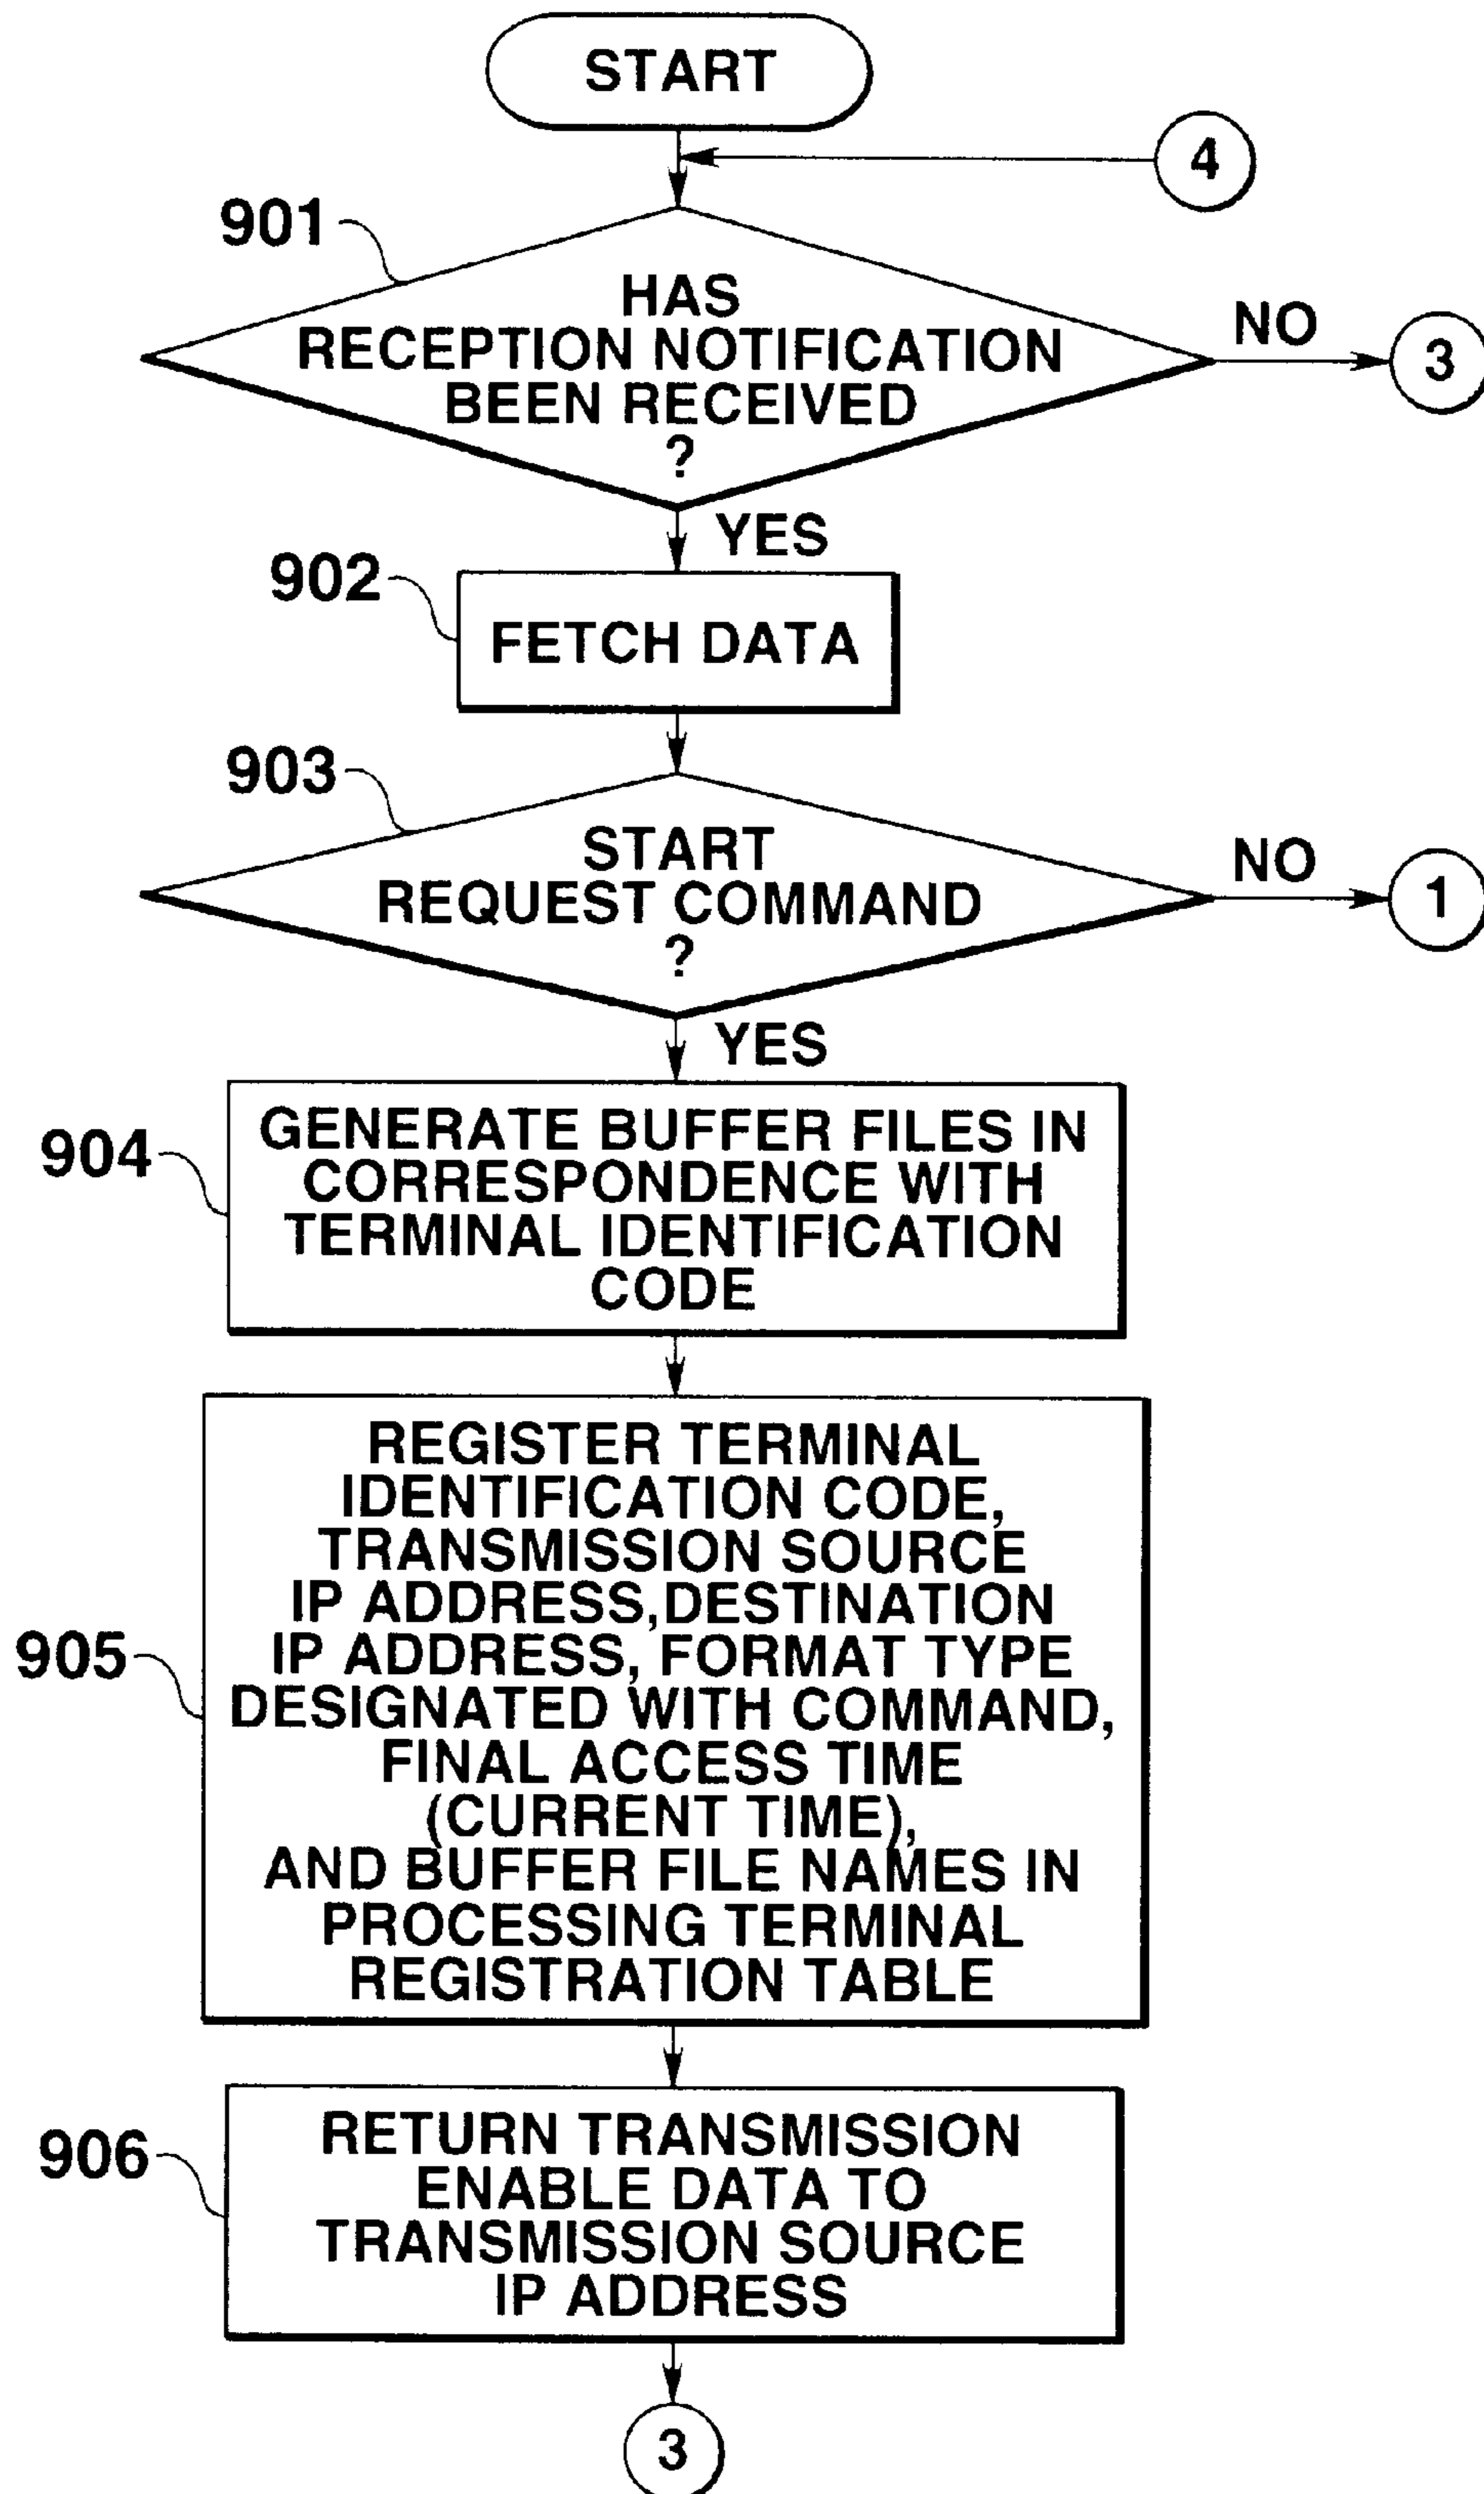 START
4
901
HAS
RECEPTION NOTIFICATION
BEEN RECEIVED
?
NO
3
YES
902
FETCH DATA
903
START
REQUEST COMMAND
?
NO
1
YES
904
GENERATE BUFFER FILES IN
CORRESPONDENCE WITH
TERMINAL IDENTIFICATION
CODE
905
REGISTER TERMINAL
IDENTIFICATION CODE,
TRANSMISSION SOURCE
IP ADDRESS,DESTINATION
IP ADDRESS, FORMAT TYPE
DESIGNATED WITH COMMAND,
FINAL ACCESS TIME
(CURRENT TIME),
AND BUFFER FILE NAMES IN
PROCESSING TERMINAL
REGISTRATION TABLE
906
RETURN TRANSMISSION
ENABLE DATA TO
TRANSMISSION SOURCE
IP ADDRESS
3